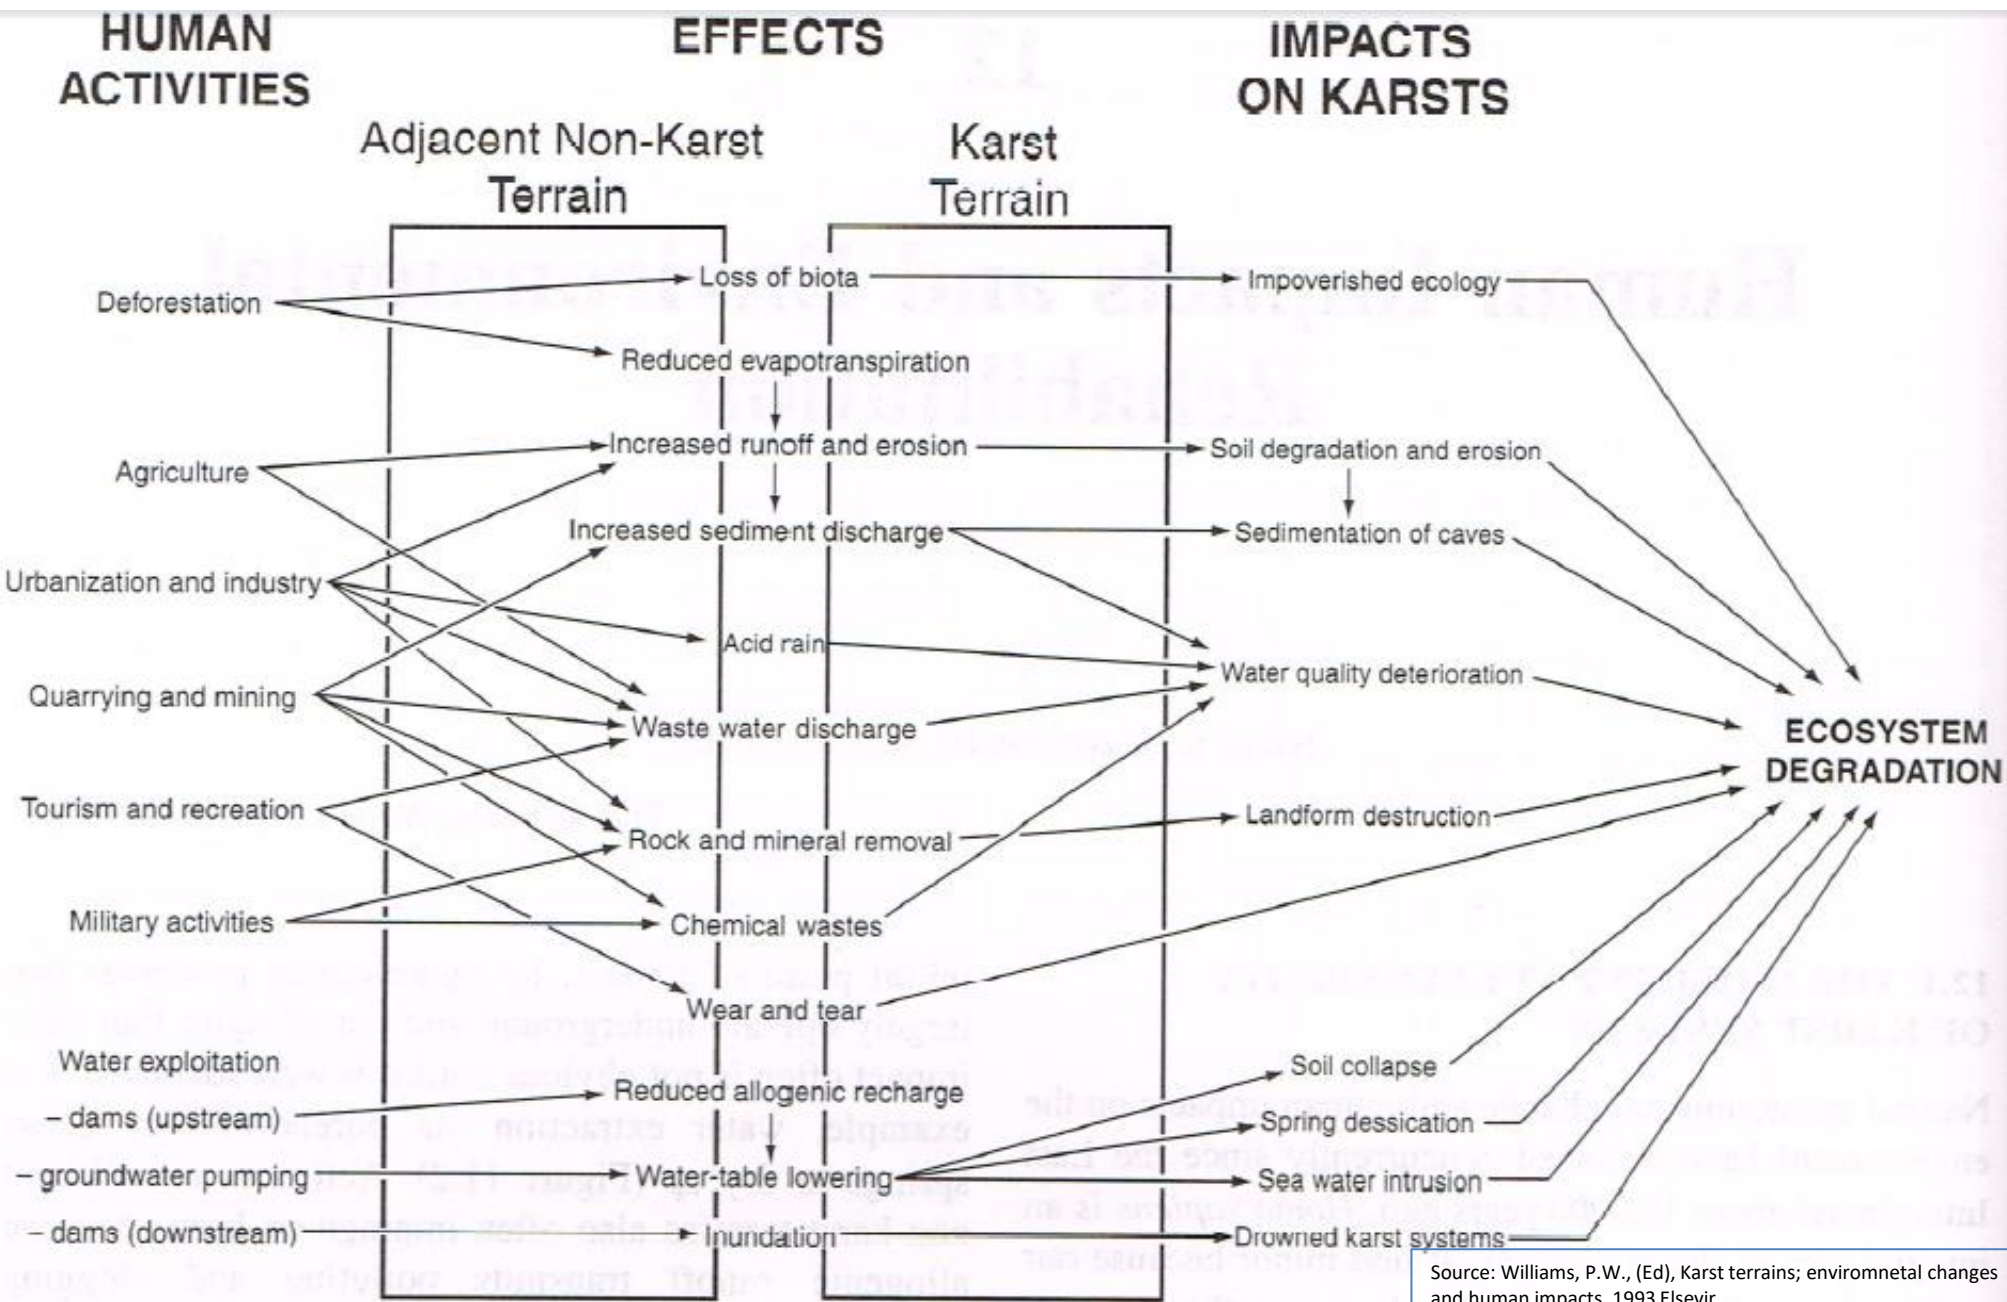 HUMAN
ACTIVITIES
EFFECTS
IMPACTS
ON KARSTS
Adjacent Non-Karst
Terrain
Karst
Terrain
Deforestation
Agriculture
Urbanization and industry
Quarrying and mining
Tourism and recreation
Military activities
Water exploitation
– dams (upstream)
– groundwater pumping
– dams (downstream)
Loss of biota
Reduced evapotranspiration
Increased runoff and erosion
Increased sediment discharge
Acid rain
Waste water discharge
Rock and mineral removal
Chemical wastes
Wear and tear
Reduced allogenic recharge
Water-table lowering
Inundation
Impoverished ecology
Soil degradation and erosion
Sedimentation of caves
Water quality deterioration
Landform destruction
Soil collapse
Spring dessication
Sea water intrusion
Drowned karst systems
ECOSYSTEM
DEGRADATION
Source: Williams, P.W., (Ed), Karst terrains; enviromnetal changes
and human impacts, 1993 Elsevir